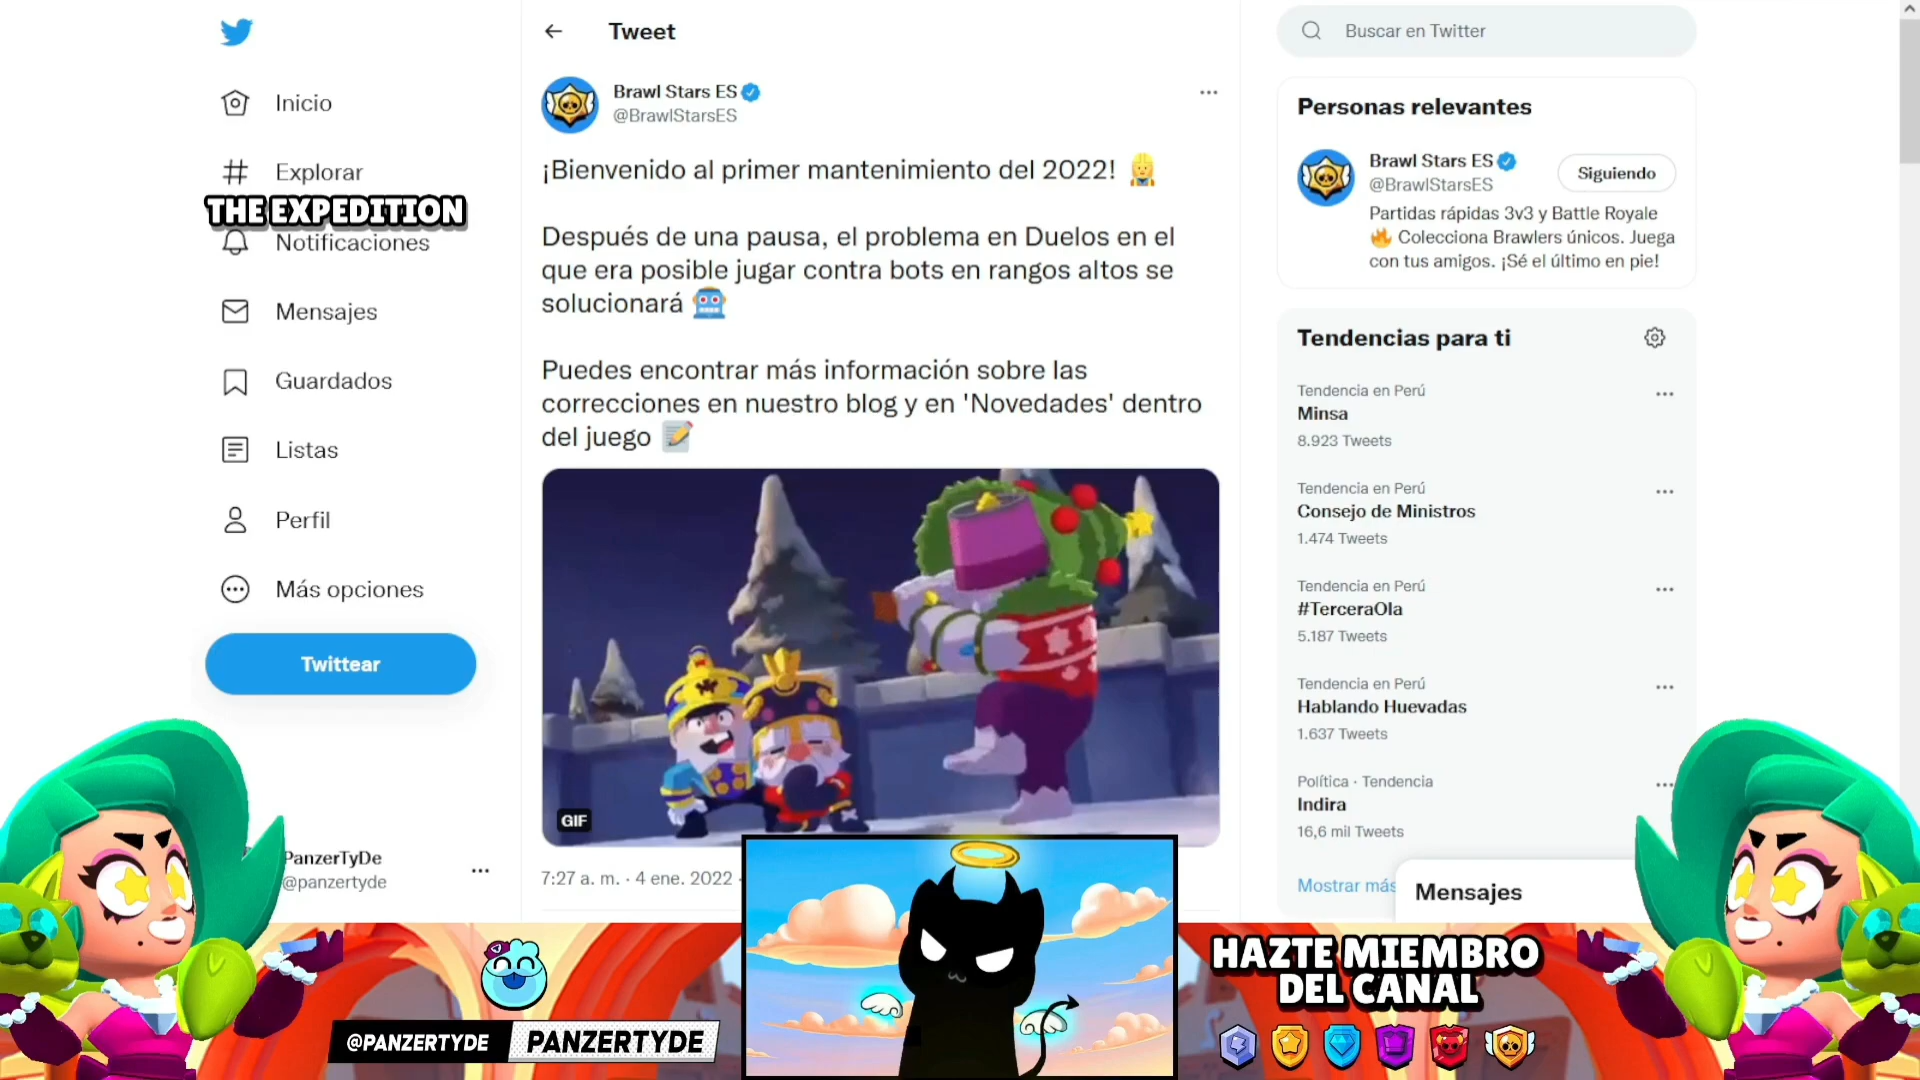 Inicio
Explorar
THE EXPEDITION
Notificaciones
Mensajes
Guardados
Listas
Perfil
Más opciones
Twittear
PanzerTyDe
@panzertyde
Tweet
Brawl Stars ES
@BrawlStarsES
¡Bienvenido al primer mantenimiento del 2022!
Después de una pausa, el problema en Duelos en el
que era posible jugar contra bots en rangos altos se
solucionará
Puedes encontrar más información sobre las
correcciones en nuestro blog y en 'Novedades' dentro
del juego
GIF
7:27 a. m. · 4 ene. 2022 ·
Buscar en Twitter
Personas relevantes
Brawl Stars ES
@BrawlStarsES
Siguiendo
Partidas rápidas 3v3 y Battle Royale
Colecciona Brawlers únicos. Juega
con tus amigos. ¡Sé el último en pie!
Tendencias para ti
Tendencia en Perú
Minsa
8.923 Tweets
Tendencia en Perú
Consejo de Ministros
1.474 Tweets
Tendencia en Perú
#TerceraOla
5.187 Tweets
Tendencia en Perú
Hablando Huevadas
1.637 Tweets
Política · Tendencia
Indira
16,6 mil Tweets
Mostrar más
Mensajes
@PANZERTYDE
PANZERTYDE
HAZTE MIEMBRO
DEL CANAL